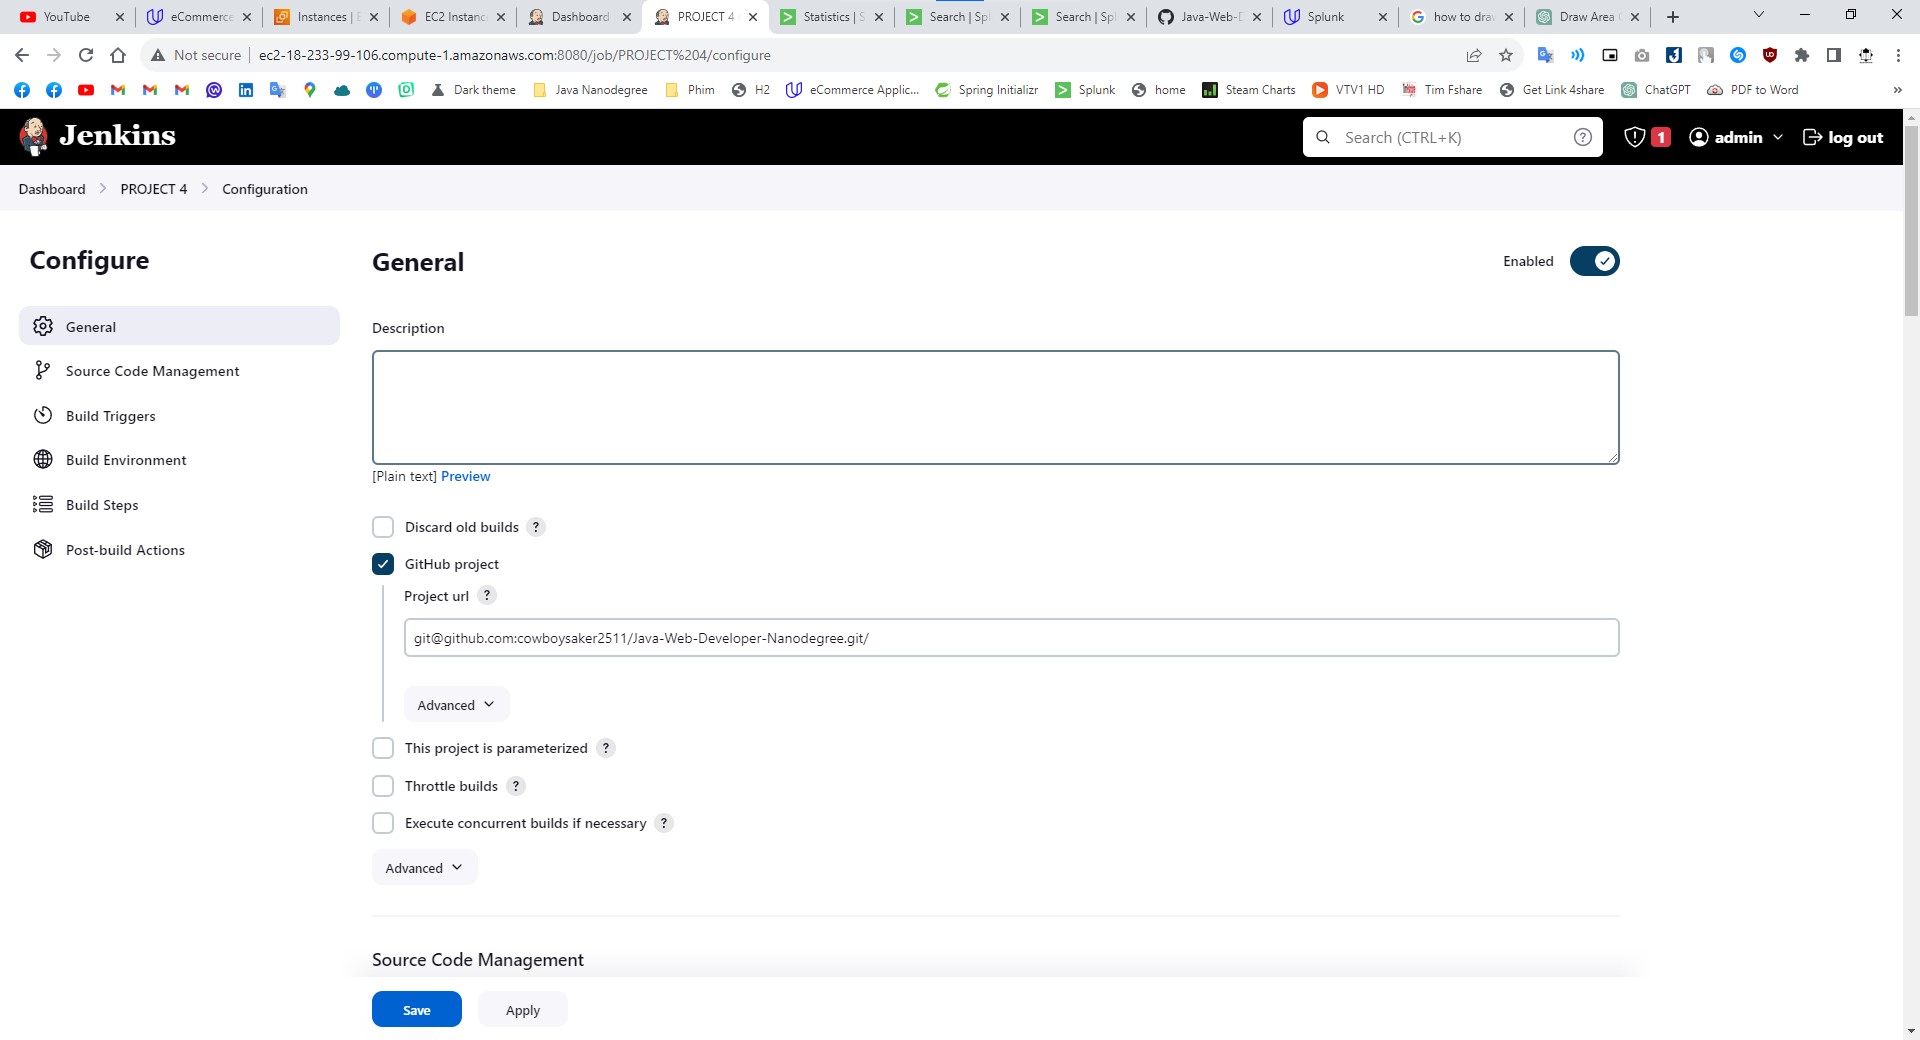 YouTube
eCommerce
Instances | E
EC2 Instanc
Dashboard
PROJECT 4
Statistics | S
Search | Spl
Search | Spl
Java-Web-D
Splunk
how to draw
Draw Area C
Not secure
ec2-18-233-99-106.compute-1.amazonaws.com:8080/job/PROJECT%204/configure
Dark theme
Java Nanodegree
Phim
H2
eCommerce Applic...
Spring Initializr
Splunk
home
Steam Charts
VTV1 HD
Tim Fshare
Get Link 4share
ChatGPT
PDF to Word
»
Jenkins
Search (CTRL+K)
?
1
admin
log out
Dashboard
PROJECT 4
Configuration
Configure
General
Source Code Management
Build Triggers
Build Environment
Build Steps
Post-build Actions
General
Enabled
Description
[Plain text] Preview
Discard old builds ?
GitHub project
Project url ?
git@github.com:cowboysaker2511/Java-Web-Developer-Nanodegree.git/
Advanced
This project is parameterized ?
Throttle builds ?
Execute concurrent builds if necessary ?
Advanced
Source Code Management
Save
Apply